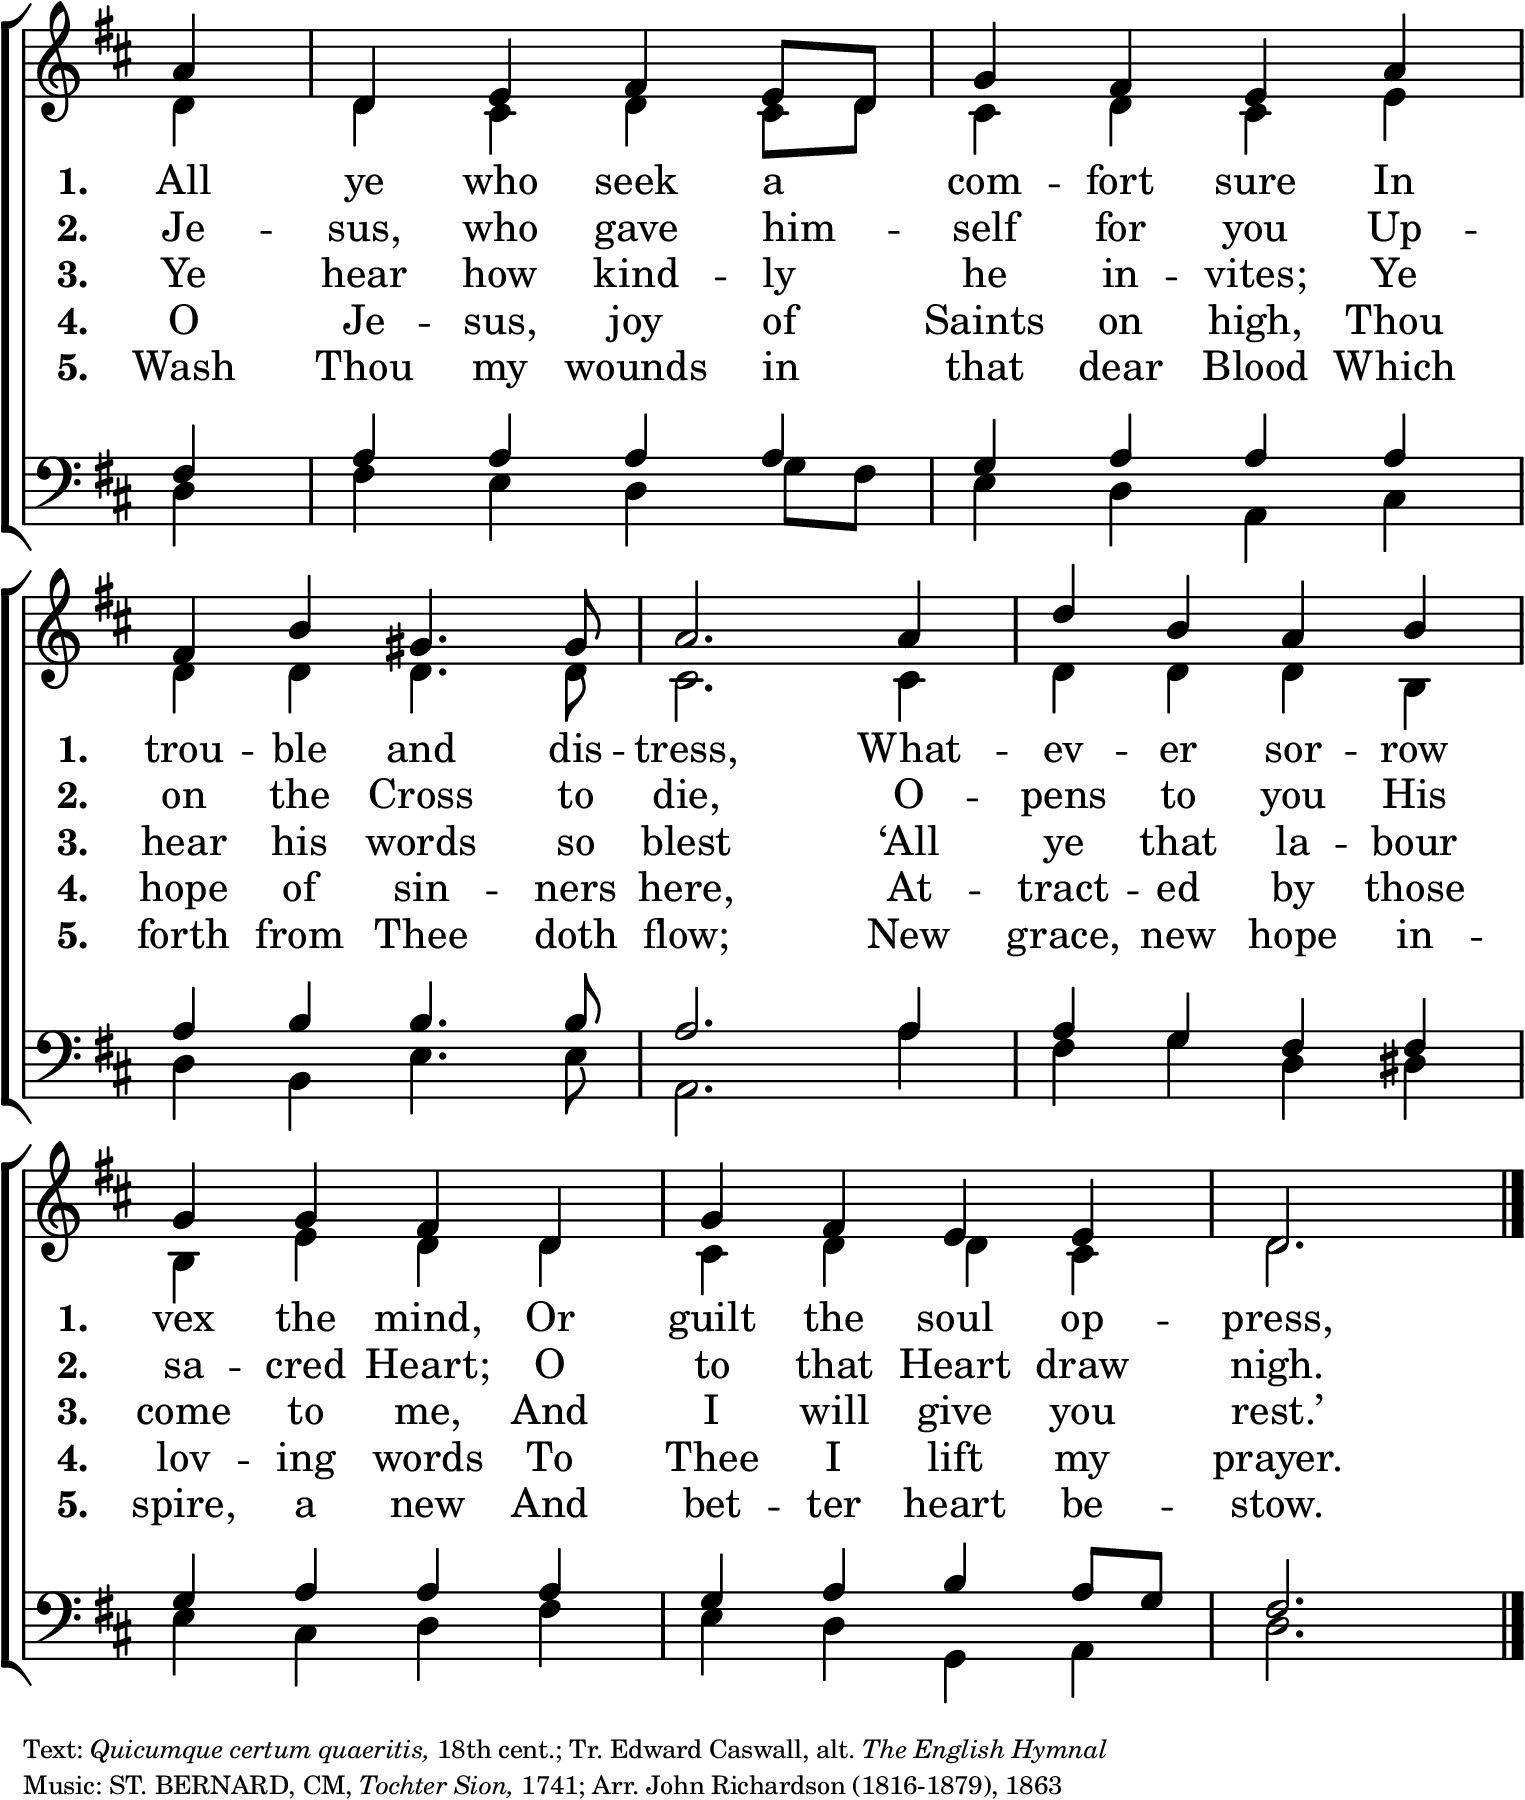 1. All ye who seek a com -- fort sure In
2. Je -- sus, who gave him -- self for you Up --
3. Ye hear how kind -- ly he in -- vites; Ye
4. O Je -- sus, joy of Saints on high, Thou
5. Wash Thou my wounds in that dear Blood Which
1. trou -- ble and dis -- tress, What -- ev -- er sor -- row
2. on the Cross to die, O -- pens to you His
3. hear his words so blest ‘All ye that la -- bour
4. hope of sin -- ners here, At -- tract -- ed by those
5. forth from Thee doth flow; New grace, new hope in --
1. vex the mind, Or guilt the soul op -- press,
2. sa -- cred Heart; O to that Heart draw nigh.
3. come to me, And I will give you rest.’
4. lov -- ing words To Thee I lift my prayer.
5. spire, a new And bet -- ter heart be -- stow.
Text: Quicumque certum quaeritis, 18th cent.; Tr. Edward Caswall, alt. The English Hymnal
Music: ST. BERNARD, CM, Tochter Sion, 1741; Arr. John Richardson (1816-1879), 1863